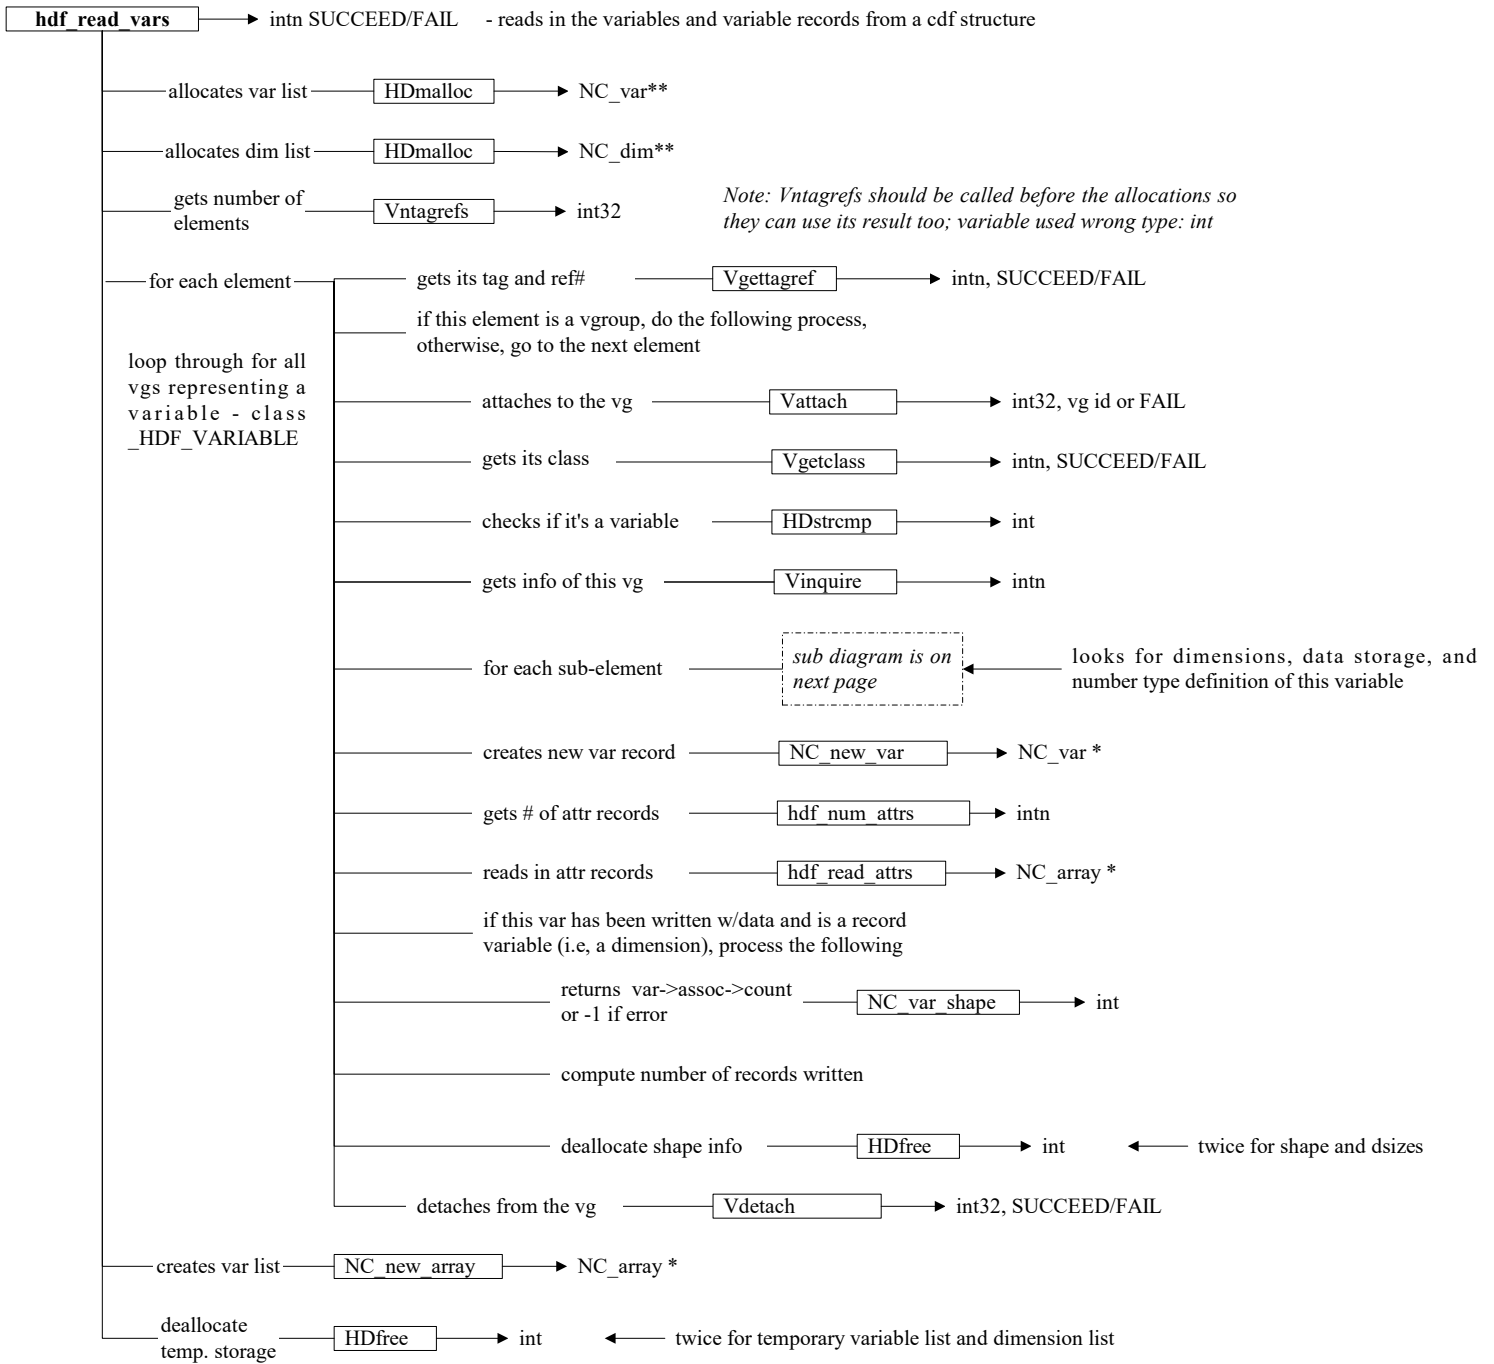 hdf_read_vars intn SUCCEED/FAIL - reads in the variables and variable records from a cdf structure
allocates var list HDmalloc NC_var**
allocates dim list HDmalloc NC_dim**
gets number of
elements
Vntagrefs int32
Note: Vntagrefs should be called before the allocations so
they can use its result too; variable used wrong type: int
for each element
gets its tag and ref# Vgettagref intn, SUCCEED/FAIL
if this element is a vgroup, do the following process,
otherwise, go to the next element
loop through for all
vgs representing a
variable - class
_HDF_VARIABLE
attaches to the vg Vattach int32, vg id or FAIL
gets its class Vgetclass intn, SUCCEED/FAIL
checks if it's a variable HDstrcmp int
gets info of this vg Vinquire intn
for each sub-element
sub diagram is on
next page
looks for dimensions, data storage, and
number type definition of this variable
creates new var record NC_new_var NC_var *
gets # of attr records hdf_num_attrs intn
reads in attr records hdf_read_attrs NC_array *
if this var has been written w/data and is a record
variable (i.e, a dimension), process the following
returns var->assoc->count
or -1 if error
NC_var_shape int
compute number of records written
deallocate shape info HDfree int twice for shape and dsizes
detaches from the vg Vdetach int32, SUCCEED/FAIL
creates var list NC_new_array NC_array *
deallocate
temp. storage
HDfree int twice for temporary variable list and dimension list